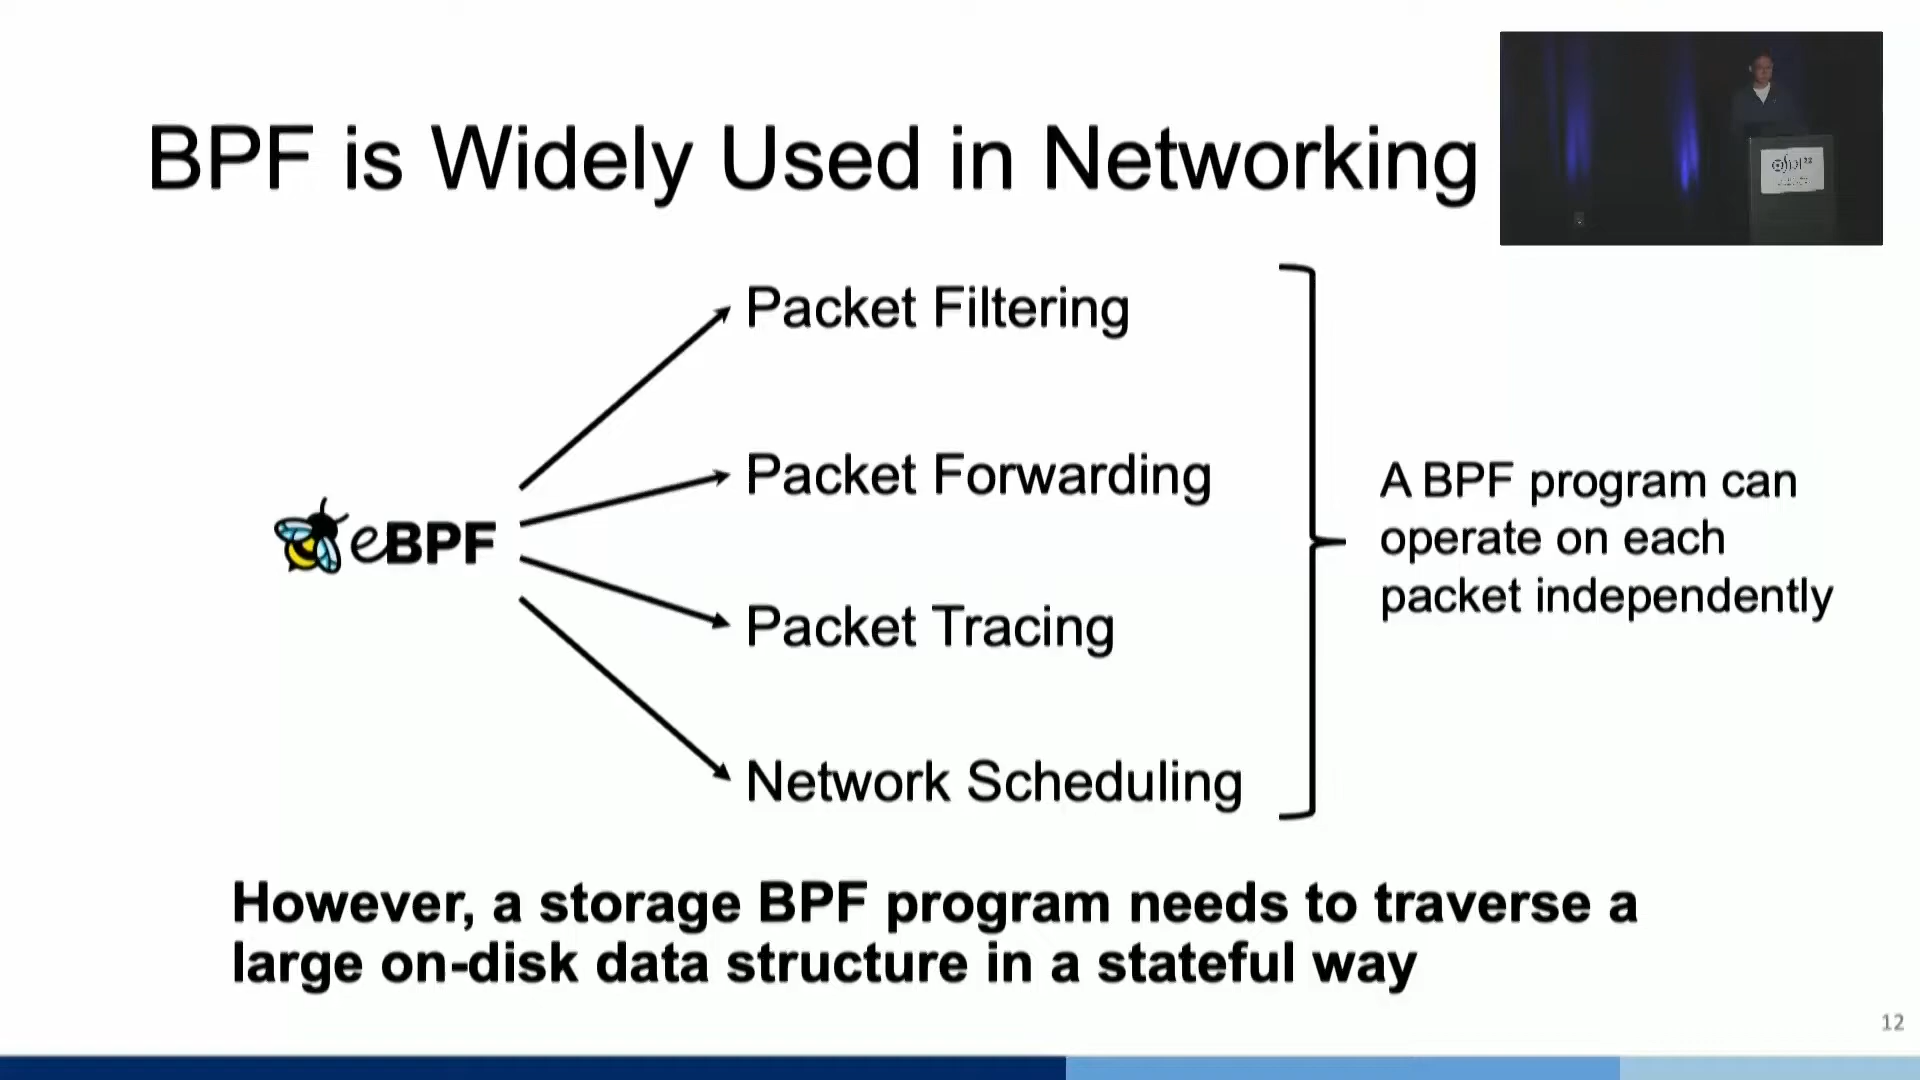 BPF is Widely Used in Networking
Packet Filtering
Packet Forwarding
eBPF
Packet Tracing
Network Scheduling
A BPF program can
operate on each
packet independently
However, a storage BPF program needs to traverse a
large on-disk data structure in a stateful way
12